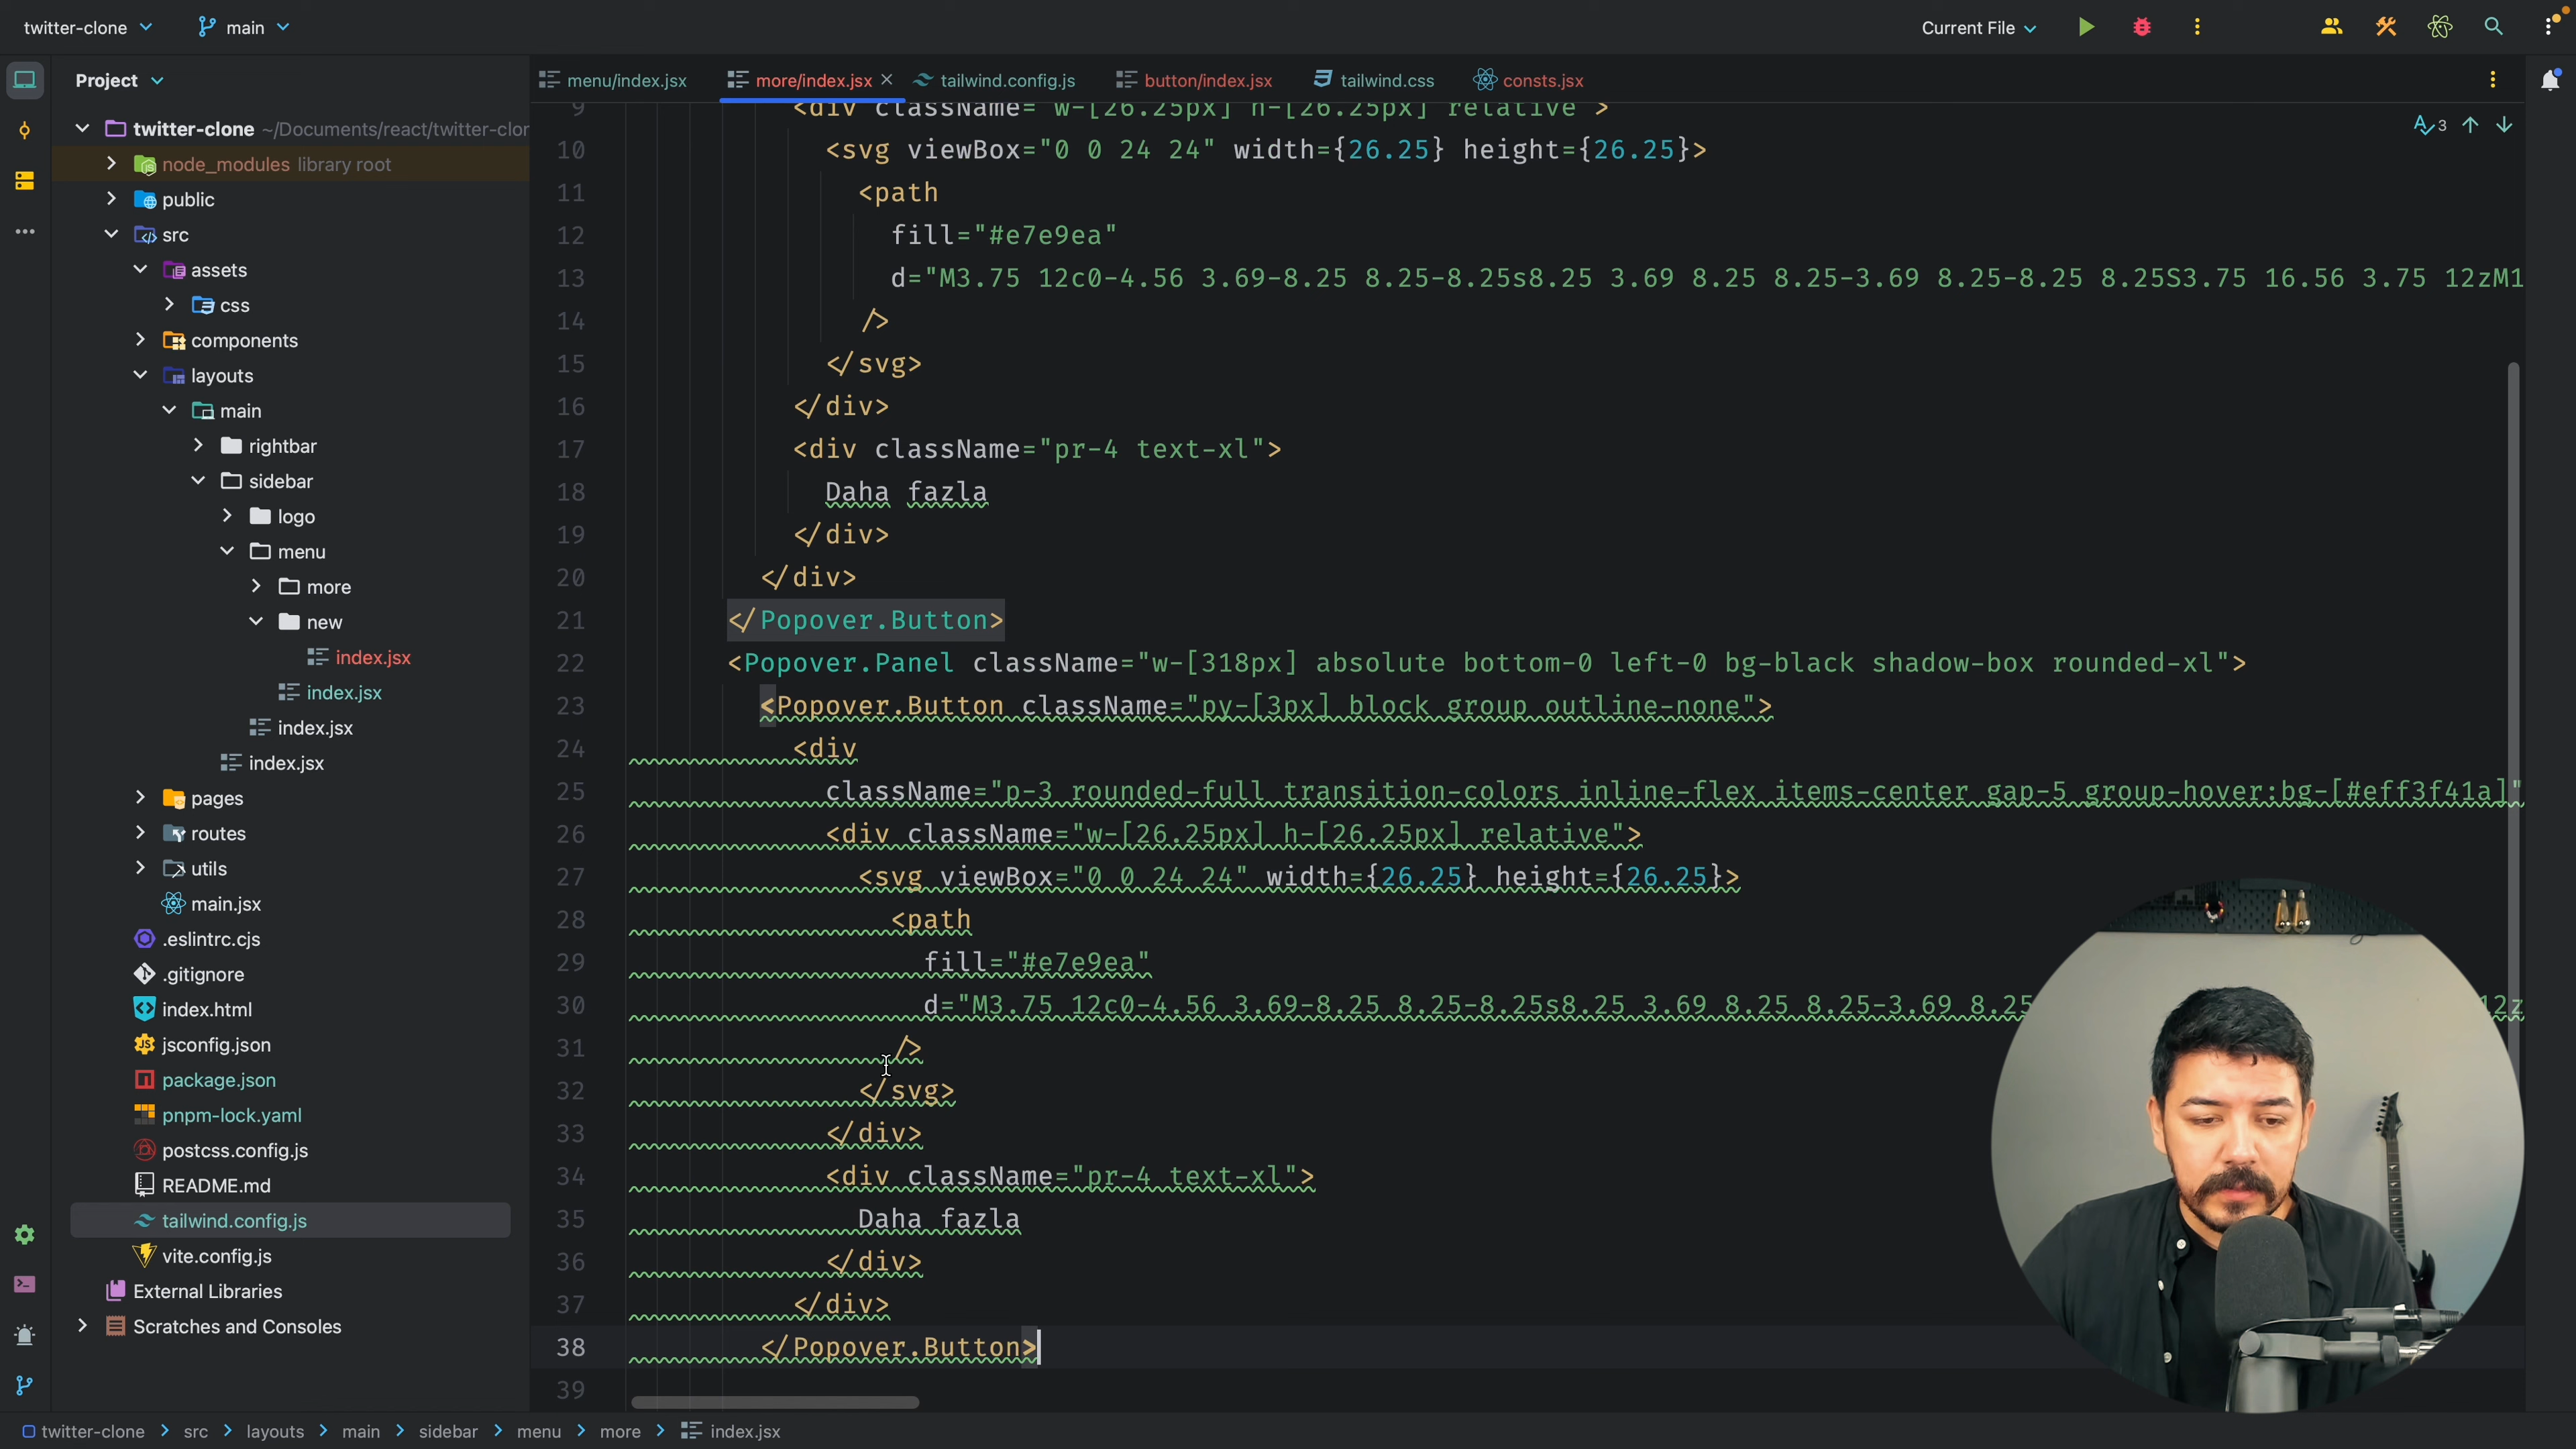 twitter-clone
main
Current File
Project
menu/index.jsx
more/index.jsx
tailwind.config.js
button/index.jsx
tailwind.css
consts.jsx
3
twitter-clone ~/Documents/react/twitter-clor
node_modules library root
public
src
assets
css
components
layouts
main
rightbar
sidebar
logo
menu
more
new
index.jsx
index.jsx
index.jsx
index.jsx
pages
routes
utils
main.jsx
.eslintrc.cjs
.gitignore
index.html
jsconfig.json
package.json
pnpm-lock.yaml
postcss.config.js
README.md
tailwind.config.js
vite.config.js
External Libraries
Scratches and Consoles
9 <div className="w-[26.25px] h-[26.25px] relative">
10 <svg viewBox="0 0 24 24" width={26.25} height={26.25}>
11 <path
12 fill="#e7e9ea"
13 d="M3.75 12c0-4.56 3.69-8.25 8.25-8.25s8.25 3.69 8.25 8.25-3.69 8.25-8.25 8.25S3.75 16.56 3.75 12zM1
14 />
15 </svg>
16 </div>
17 <div className="pr-4 text-xl">
18 Daha fazla
19 </div>
20 </div>
21 </Popover.Button>
22 <Popover.Panel className="w-[318px] absolute bottom-0 left-0 bg-black shadow-box rounded-xl">
23 <Popover.Button className="py-[3px] block group outline-none">
24 <div
25 className="p-3 rounded-full transition-colors inline-flex items-center gap-5 group-hover:bg-[#eff3f41a]"
26 <div className="w-[26.25px] h-[26.25px] relative">
27 <svg viewBox="0 0 24 24" width={26.25} height={26.25}>
28 <path
29 fill="#e7e9ea"
30 d="M3.75 12c0-4.56 3.69-8.25 8.25-8.25s8.25 3.69 8.25 8.25-3.69 8.25 12z
31 />
32 </svg>
33 </div>
34 <div className="pr-4 text-xl">
35 Daha fazla
36 </div>
37 </div>
38 </Popover.Button>
39
twitter-clone > src > layouts > main > sidebar > menu > more > index.jsx